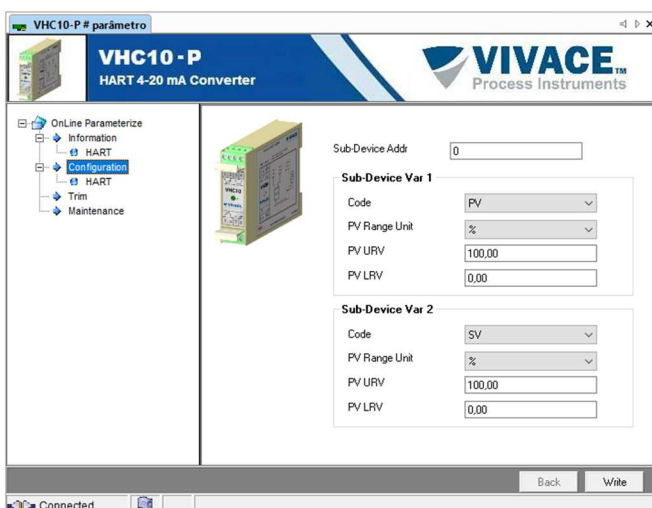 VHC10-P # parâmetro
VHC10 - P
HART 4-20 mA Converter
VIVACE TM
Process Instruments
OnLine Parameterize
Information
HART
Configuration
HART
Trim
Maintenance
VHC10
Sub-Device Addr 0
Sub-Device Var 1
Code PV
PV Range Unit %
PV URV 100,00
PV LRV 0,00
Sub-Device Var 2
Code SV
PV Range Unit %
PV URV 100,00
PV LRV 0,00
Back Write
Connected